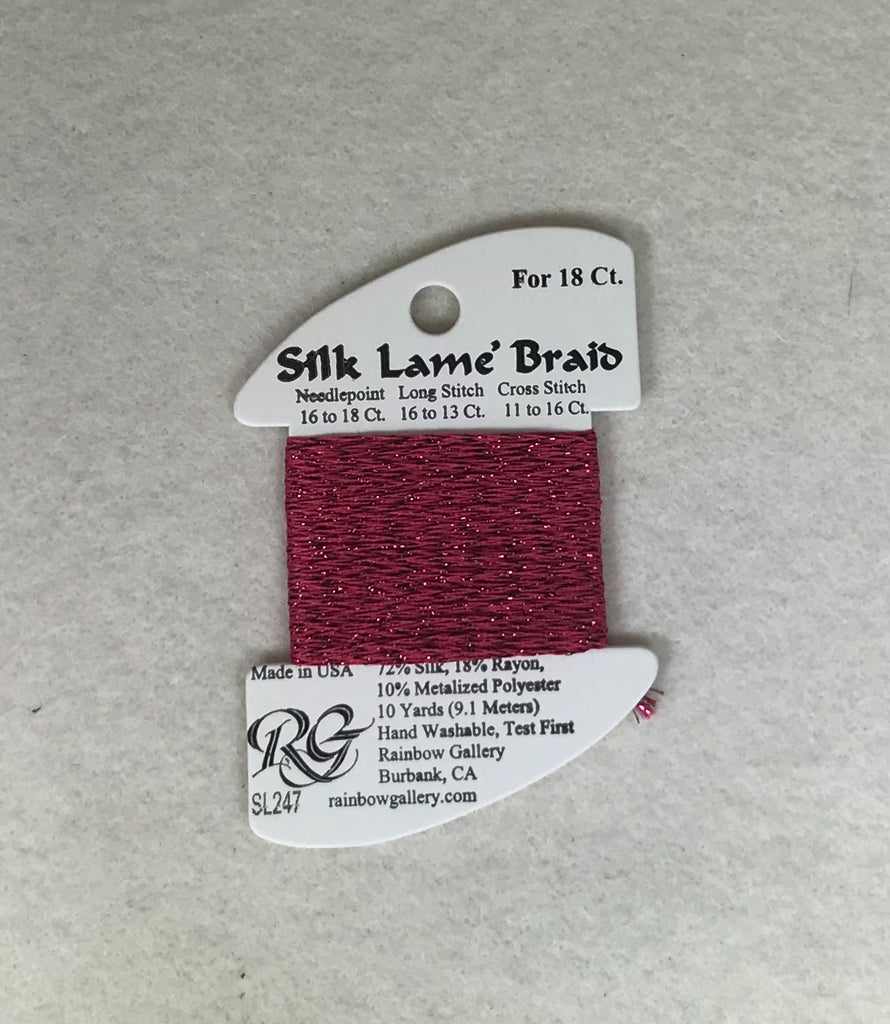 For 18 Ct.
Silk Lame' Braid
Needlepoint Long Stitch Cross Stitch
16 to 18 Ct. 16 to 13 Ct. 11 to 16 Ct.
Made in USA 72% Silk, 18% Rayon,
10% Metalized Polyester
10 Yards (9.1 Meters)
Hand Washable, Test First
RG
Rainbow Gallery
Burbank, CA
SL247 rainbowgallery.com